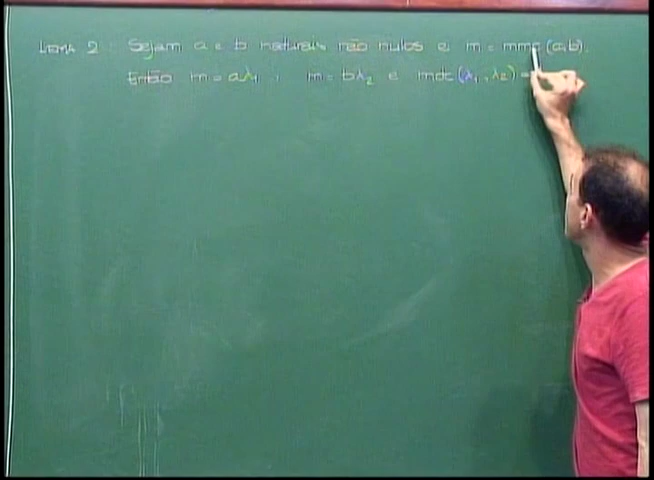 Lema 2: Sejam a e b naturais não nulos e m = mmc(a,b).
Então m = aλ₁, m = bλ₂ e mdc(λ₁, λ₂) =